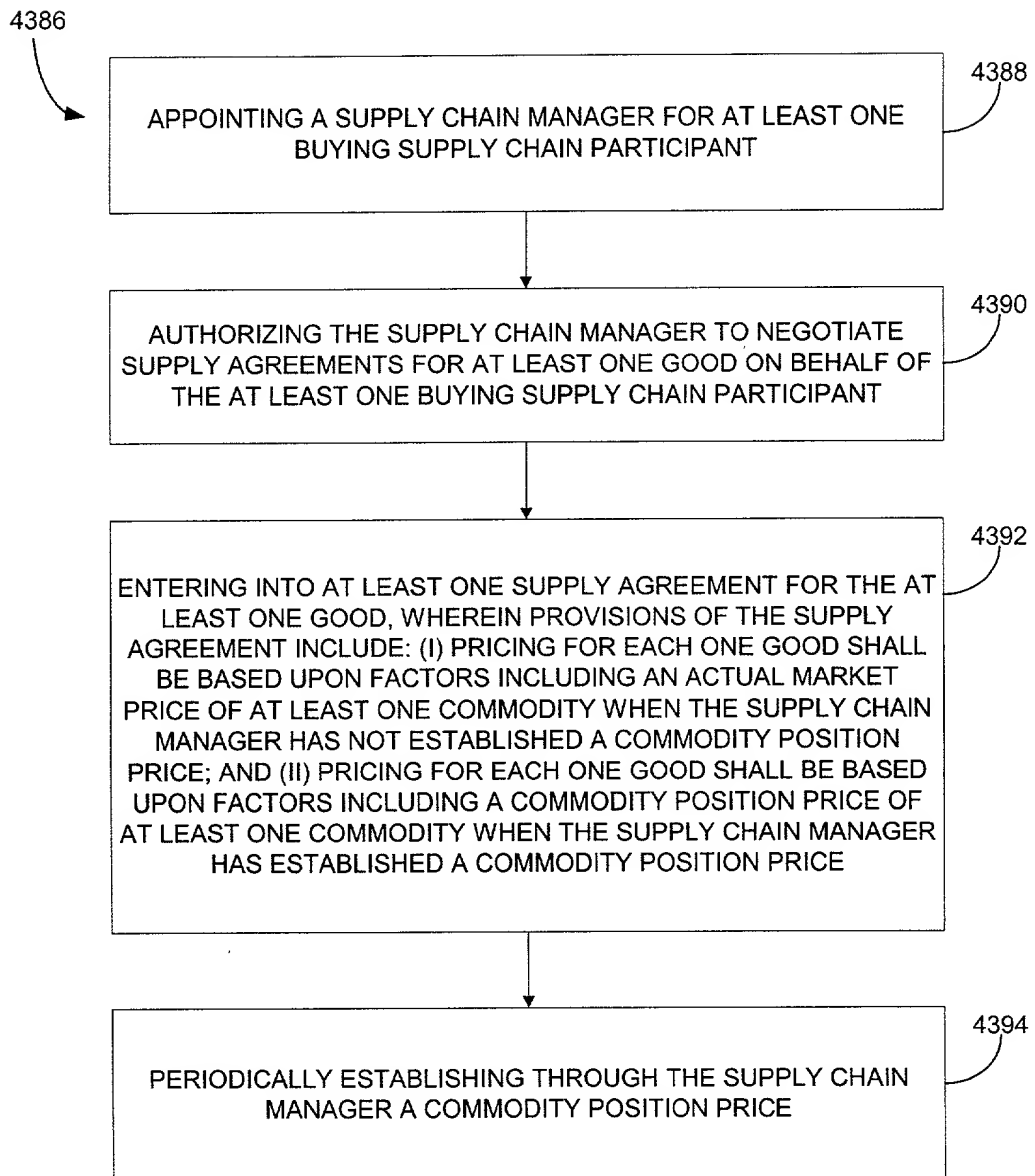 4386
4388
APPOINTING A SUPPLY CHAIN MANAGER FOR AT LEAST ONE
BUYING SUPPLY CHAIN PARTICIPANT
4390
AUTHORIZING THE SUPPLY CHAIN MANAGER TO NEGOTIATE
SUPPLY AGREEMENTS FOR AT LEAST ONE GOOD ON BEHALF OF
THE AT LEAST ONE BUYING SUPPLY CHAIN PARTICIPANT
4392
ENTERING INTO AT LEAST ONE SUPPLY AGREEMENT FOR THE AT
LEAST ONE GOOD, WHEREIN PROVISIONS OF THE SUPPLY
AGREEMENT INCLUDE: (I) PRICING FOR EACH ONE GOOD SHALL
BE BASED UPON FACTORS INCLUDING AN ACTUAL MARKET
PRICE OF AT LEAST ONE COMMODITY WHEN THE SUPPLY CHAIN
MANAGER HAS NOT ESTABLISHED A COMMODITY POSITION
PRICE; AND (II) PRICING FOR EACH ONE GOOD SHALL BE BASED
UPON FACTORS INCLUDING A COMMODITY POSITION PRICE OF
AT LEAST ONE COMMODITY WHEN THE SUPPLY CHAIN MANAGER
HAS ESTABLISHED A COMMODITY POSITION PRICE
4394
PERIODICALLY ESTABLISHING THROUGH THE SUPPLY CHAIN
MANAGER A COMMODITY POSITION PRICE